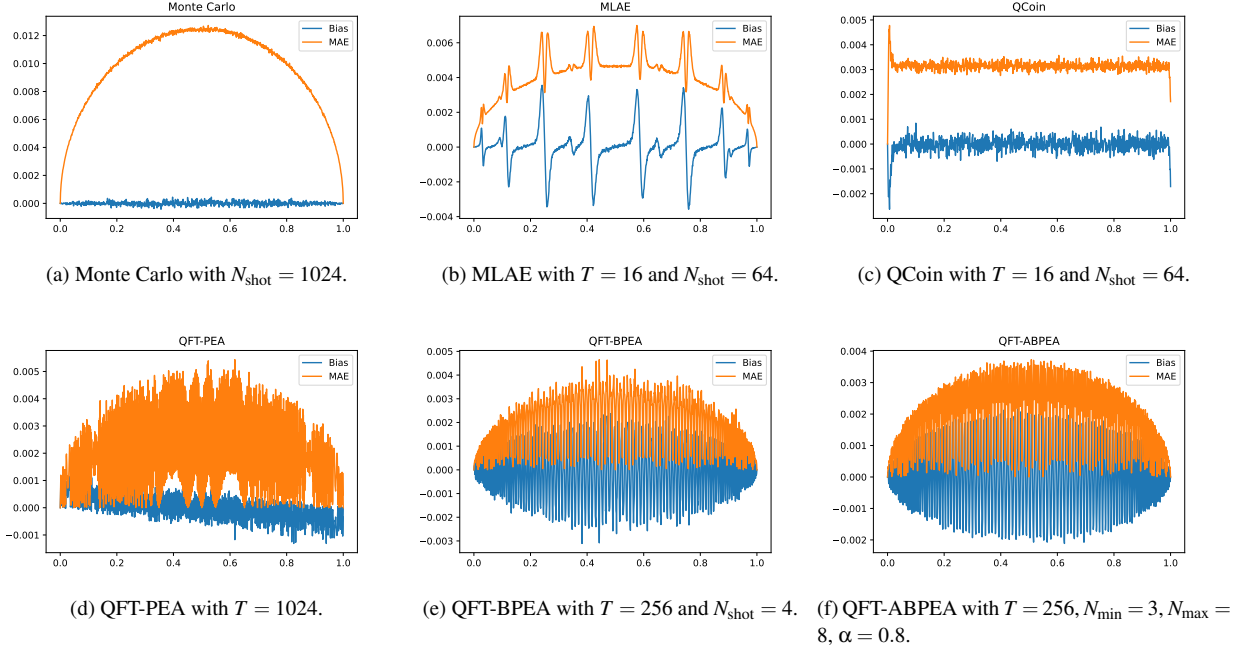 Monte Carlo
Bias
MAE
0.012
0.010
0.008
0.006
0.004
0.002
0.000
0.0 0.2 0.4 0.6 0.8 1.0
(a) Monte Carlo with Nshot = 1024.
MLAE
Bias
MAE
0.006
0.004
0.002
0.000
−0.002
−0.004
0.0 0.2 0.4 0.6 0.8 1.0
(b) MLAE with T = 16 and Nshot = 64.
QCoin
Bias
MAE
0.005
0.004
0.003
0.002
0.001
0.000
−0.001
−0.002
0.0 0.2 0.4 0.6 0.8 1.0
(c) QCoin with T = 16 and Nshot = 64.
QFT-PEA
Bias
MAE
0.005
0.004
0.003
0.002
0.001
0.000
−0.001
0.0 0.2 0.4 0.6 0.8 1.0
(d) QFT-PEA with T = 1024.
QFT-BPEA
Bias
MAE
0.005
0.004
0.003
0.002
0.001
0.000
−0.001
−0.002
−0.003
0.0 0.2 0.4 0.6 0.8 1.0
(e) QFT-BPEA with T = 256 and Nshot = 4.
QFT-ABPEA
Bias
MAE
0.004
0.003
0.002
0.001
0.000
−0.001
−0.002
0.0 0.2 0.4 0.6 0.8 1.0
(f) QFT-ABPEA with T = 256, Nmin = 3, Nmax =
8, α = 0.8.